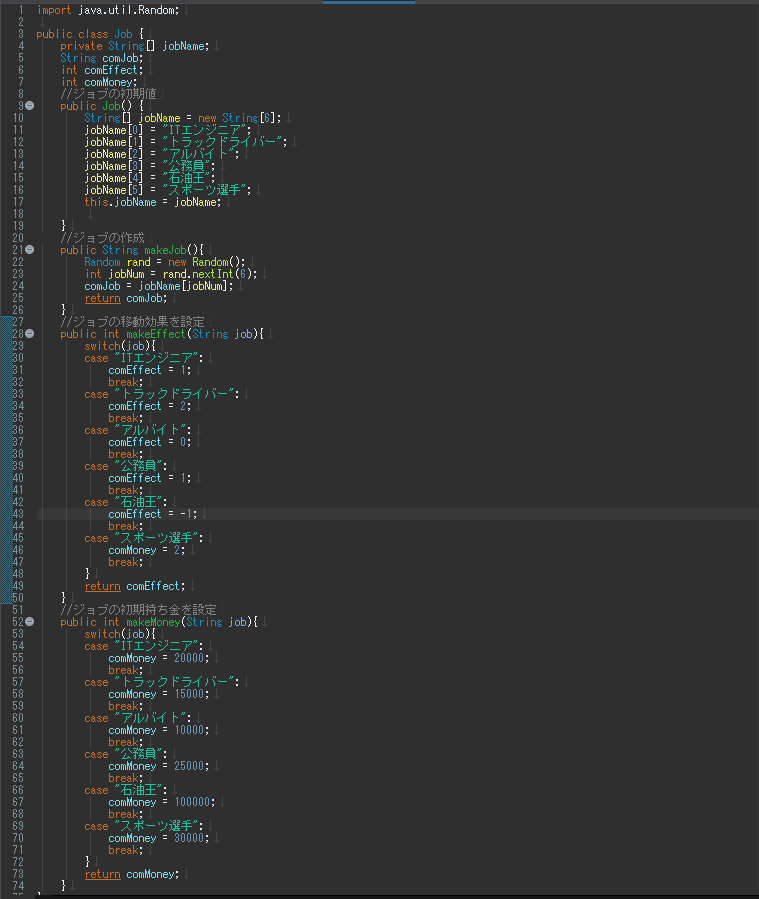 1 import java.util.Random;
2
3 public class Job {
4 private String[] jobName;
5 String comJob;
6 int comEffect;
7 int comMoney;
8 //ジョブの初期値
9 public Job() {
10 String[] jobName = new String[6];
11 jobName[0] = "ITエンジニア";
12 jobName[1] = "トラックドライバー";
13 jobName[2] = "アルバイト";
14 jobName[3] = "公務員";
15 jobName[4] = "石油王";
16 jobName[5] = "スポーツ選手";
17 this.jobName = jobName;
18
19 }
20 //ジョブの作成
21 public String makeJob(){
22 Random rand = new Random();
23 int jobNum = rand.nextInt(6);
24 comJob = jobName[jobNum];
25 return comJob;
26 }
27 //ジョブの移動効果を設定
28 public int makeEffect(String job){
29 switch(job){
30 case "ITエンジニア":
31 comEffect = 1;
32 break;
33 case "トラックドライバー":
34 comEffect = 2;
35 break;
36 case "アルバイト":
37 comEffect = 0;
38 break;
39 case "公務員":
40 comEffect = 1;
41 break;
42 case "石油王":
43 comEffect = -1;
44 break;
45 case "スポーツ選手":
46 comMoney = 2;
47 break;
48 }
49 return comEffect;
50 }
51 //ジョブの初期持ち金を設定
52 public int makeMoney(String job){
53 switch(job){
54 case "ITエンジニア":
55 comMoney = 20000;
56 break;
57 case "トラックドライバー":
58 comMoney = 15000;
59 break;
60 case "アルバイト":
61 comMoney = 10000;
62 break;
63 case "公務員":
64 comMoney = 25000;
65 break;
66 case "石油王":
67 comMoney = 100000;
68 break;
69 case "スポーツ選手":
70 comMoney = 30000;
71 break;
72 }
73 return comMoney;
74 }